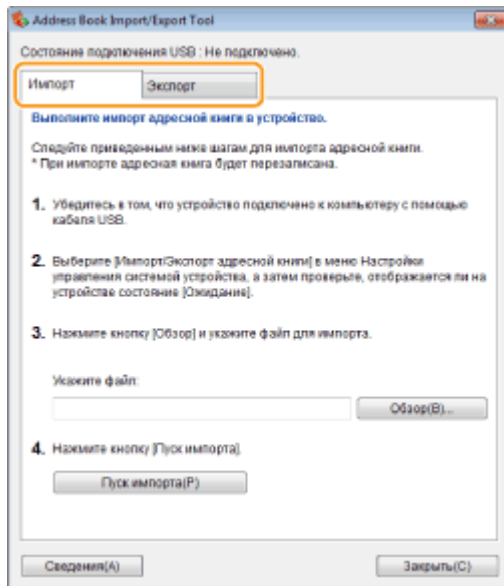 Address Book Import/Export Tool
Состояние подключения USB : Не подключено.
Импорт
Экспорт
Выполните импорт адресной книги в устройство.
Следуйте приведенным ниже шагам для импорта адресной книги.
* При импорте адресная книга будет перезаписана.
1. Убедитесь в том, что устройство подключено к компьютеру с помощью
кабеля USB.
2. Выберите [Импорт/Экспорт адресной книги] в меню Настройки
управления системой устройства, а затем проверьте, отображается ли на
устройстве состояние [Ожидание].
3. Нажмите кнопку [Обзор] и укажите файл для импорта.
Укажите файл:
Обзор(B)...
4. Нажмите кнопку [Пуск импорта].
Пуск импорта(P)
Сведения(A)
Закрыть(C)